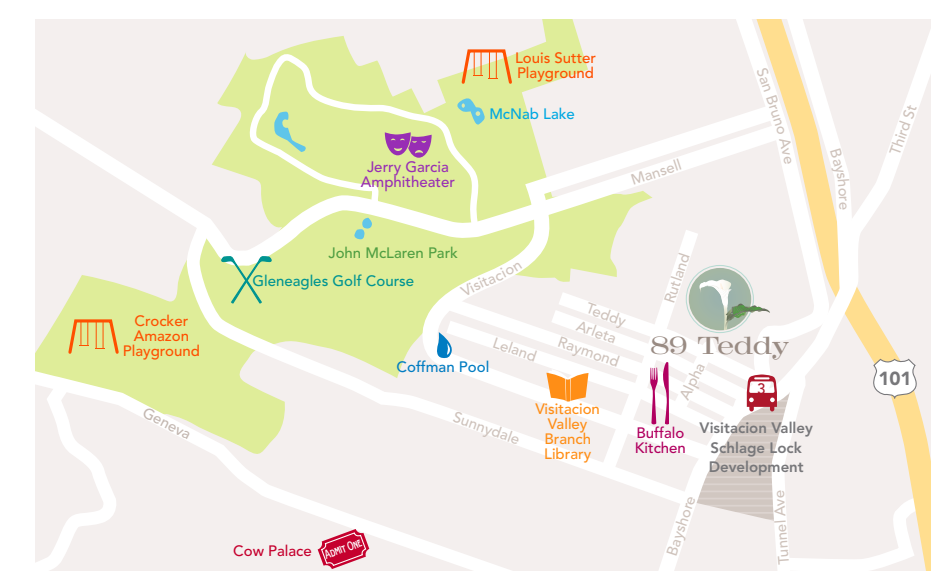 Louis Sutter
Playground
McNab Lake
San Bruno Ave
Third St
Bayshore
Jerry Garcia
Amphitheater
Mansell
John McLaren Park
Gleneagles Golf Course
Visitacion
Rutland
Crocker
Amazon
Playground
Teddy
Arleta
Raymond
Leland
89 Teddy
Coffman Pool
Alpha
101
3
Visitacion
Valley
Branch
Library
Buffalo
Kitchen
Visitacion Valley
Schlage Lock
Development
Geneva
Sunnydale
Bayshore
Tunnel Ave
Cow Palace
ADMIT ONE